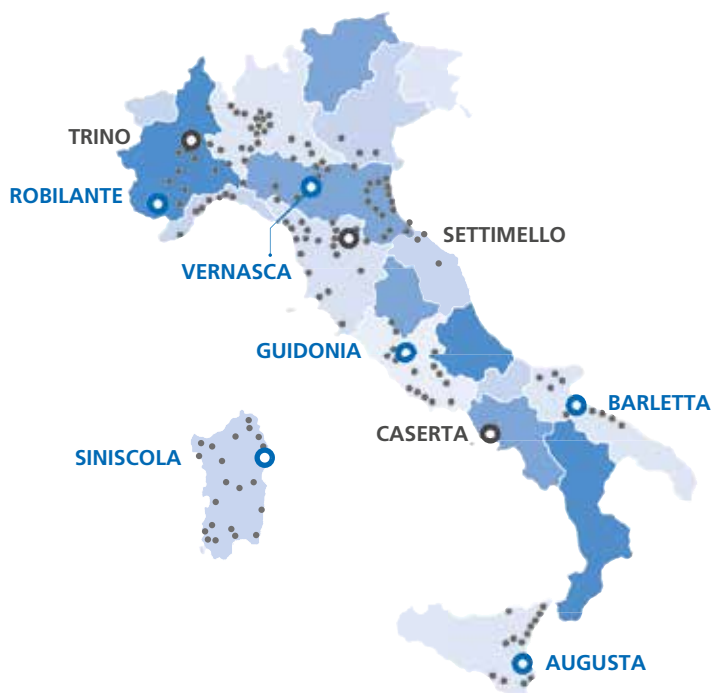 TRINO
ROBILANTE
SETTIMELLO
VERNASCA
GUIDONIA
BARLETTA
CASERTA
SINISCOLA
AUGUSTA